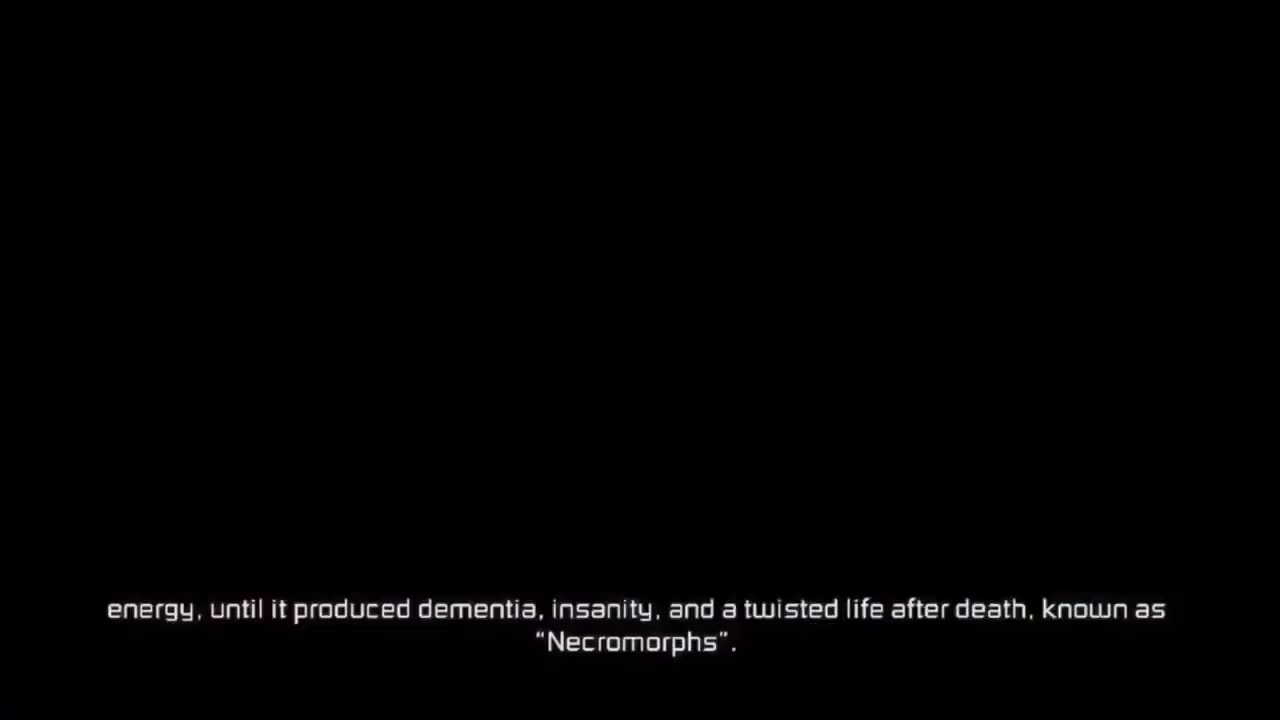 energy, until it produced dementia, insanity, and a twisted life after death, known as
“Necromorphs”.